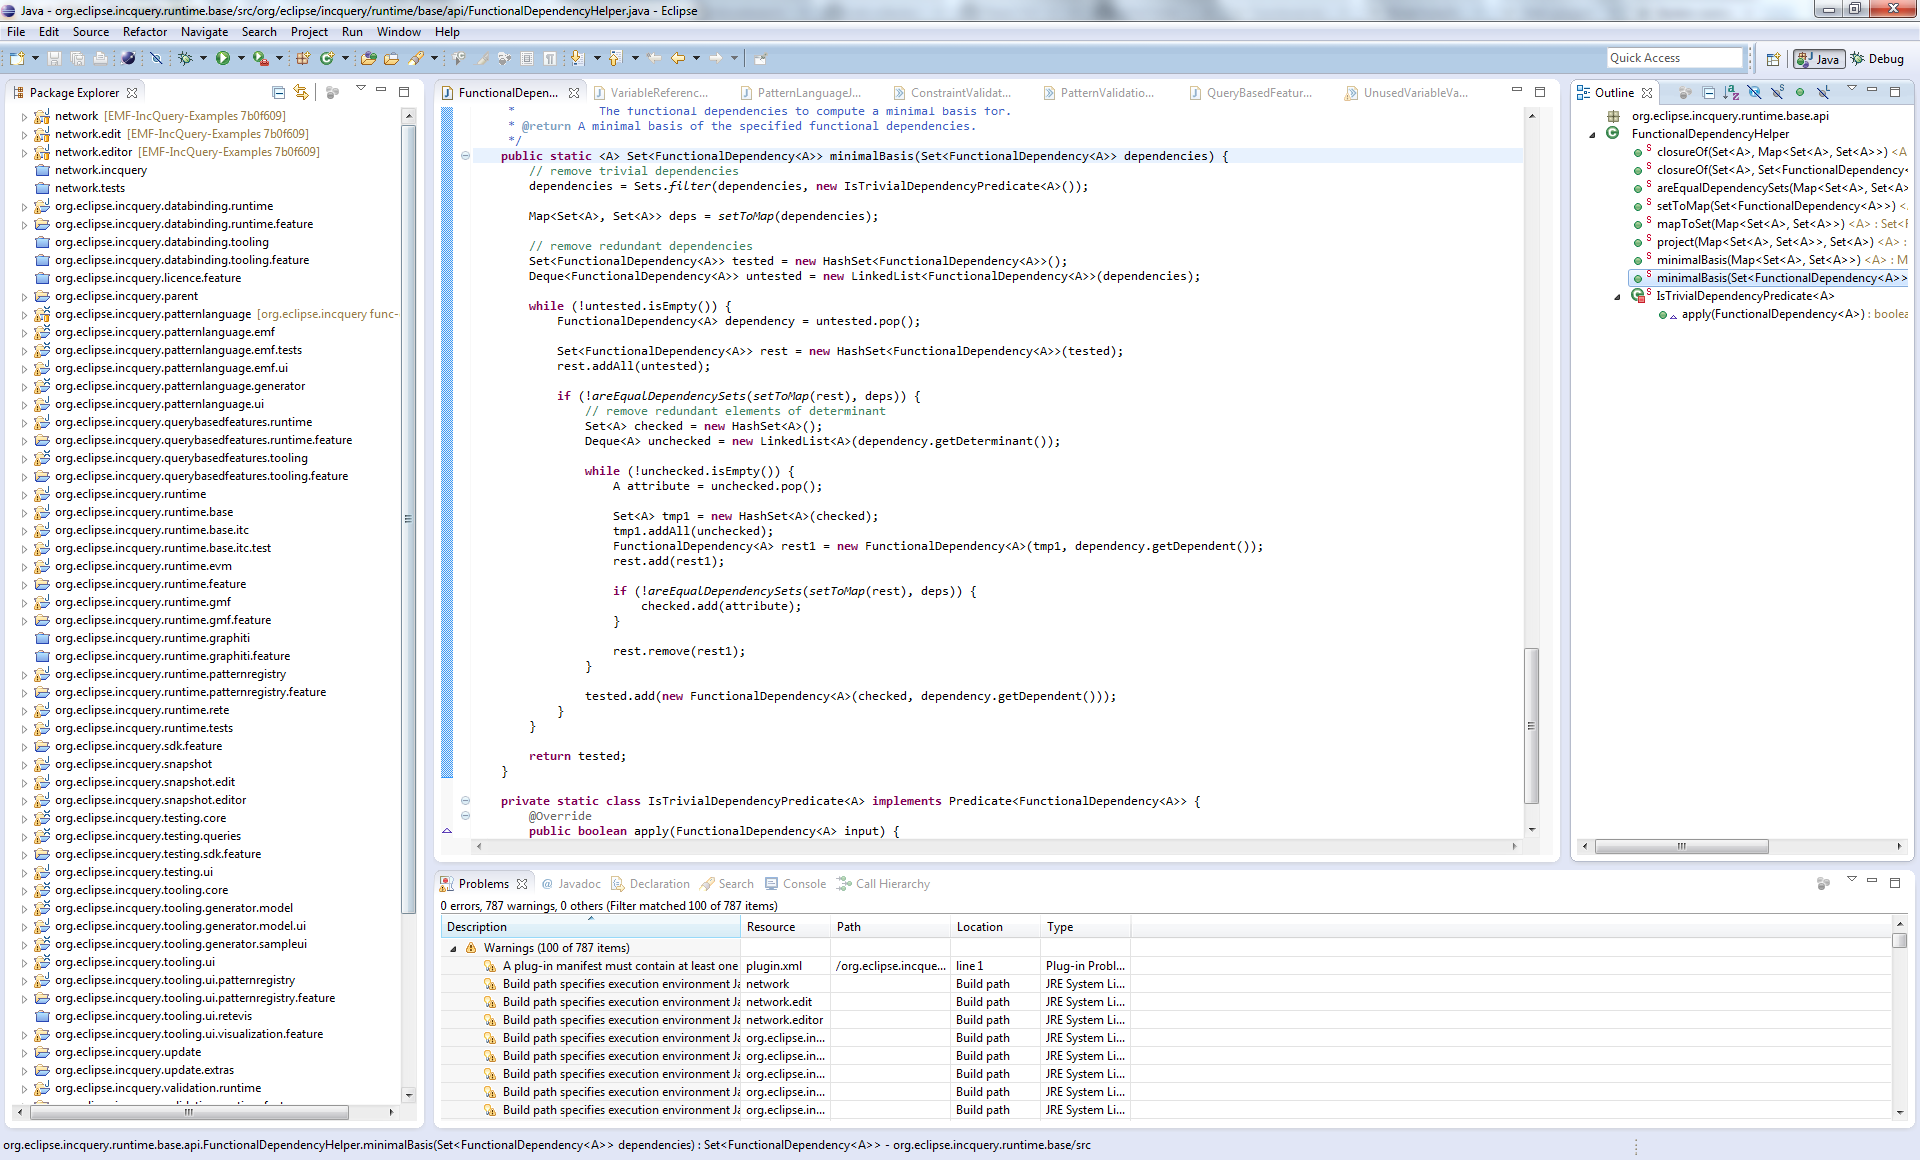 Java - org.eclipse.incquery.runtime.base/src/org/eclipse/incquery/runtime/base/api/FunctionalDependencyHelper.java - Eclipse
File Edit Source Refactor Navigate Search Project Run Window Help
Quick Access
Java
Debug
Package Explorer
network [EMF-IncQuery-Examples 7b0f609]
network.edit [EMF-IncQuery-Examples 7b0f609]
network.editor [EMF-IncQuery-Examples 7b0f609]
network.incquery
network.tests
org.eclipse.incquery.databinding.runtime
org.eclipse.incquery.databinding.runtime.feature
org.eclipse.incquery.databinding.tooling
org.eclipse.incquery.databinding.tooling.feature
org.eclipse.incquery.licence.feature
org.eclipse.incquery.parent
org.eclipse.incquery.patternlanguage [org.eclipse.incquery func-
org.eclipse.incquery.patternlanguage.emf
org.eclipse.incquery.patternlanguage.emf.tests
org.eclipse.incquery.patternlanguage.emf.ui
org.eclipse.incquery.patternlanguage.generator
org.eclipse.incquery.patternlanguage.ui
org.eclipse.incquery.querybasedfeatures.runtime
org.eclipse.incquery.querybasedfeatures.runtime.feature
org.eclipse.incquery.querybasedfeatures.tooling
org.eclipse.incquery.querybasedfeatures.tooling.feature
org.eclipse.incquery.runtime
org.eclipse.incquery.runtime.base
org.eclipse.incquery.runtime.base.itc
org.eclipse.incquery.runtime.base.itc.test
org.eclipse.incquery.runtime.evm
org.eclipse.incquery.runtime.feature
org.eclipse.incquery.runtime.gmf
org.eclipse.incquery.runtime.gmf.feature
org.eclipse.incquery.runtime.graphiti
org.eclipse.incquery.runtime.graphiti.feature
org.eclipse.incquery.runtime.patternregistry
org.eclipse.incquery.runtime.patternregistry.feature
org.eclipse.incquery.runtime.rete
org.eclipse.incquery.runtime.tests
org.eclipse.incquery.sdk.feature
org.eclipse.incquery.snapshot
org.eclipse.incquery.snapshot.edit
org.eclipse.incquery.snapshot.editor
org.eclipse.incquery.testing.core
org.eclipse.incquery.testing.queries
org.eclipse.incquery.testing.sdk.feature
org.eclipse.incquery.testing.ui
org.eclipse.incquery.tooling.core
org.eclipse.incquery.tooling.generator.model
org.eclipse.incquery.tooling.generator.model.ui
org.eclipse.incquery.tooling.generator.sampleui
org.eclipse.incquery.tooling.ui
org.eclipse.incquery.tooling.ui.patternregistry
org.eclipse.incquery.tooling.ui.patternregistry.feature
org.eclipse.incquery.tooling.ui.retevis
org.eclipse.incquery.tooling.ui.visualization.feature
org.eclipse.incquery.update
org.eclipse.incquery.update.extras
org.eclipse.incquery.validation.runtime
FunctionalDepen... VariableReferenc... PatternLanguageJ... ConstraintValidat... PatternValidatio... QueryBasedFeatur... UnusedVariableVa...
* The functional dependencies to compute a minimal basis for.
* @return A minimal basis of the specified functional dependencies.
*/
public static <A> Set<FunctionalDependency<A>> minimalBasis(Set<FunctionalDependency<A>> dependencies) {
// remove trivial dependencies
dependencies = Sets.filter(dependencies, new IsTrivialDependencyPredicate<A>());
Map<Set<A>, Set<A>> deps = setToMap(dependencies);
// remove redundant dependencies
Set<FunctionalDependency<A>> tested = new HashSet<FunctionalDependency<A>>();
Deque<FunctionalDependency<A>> untested = new LinkedList<FunctionalDependency<A>>(dependencies);
while (!untested.isEmpty()) {
FunctionalDependency<A> dependency = untested.pop();
Set<FunctionalDependency<A>> rest = new HashSet<FunctionalDependency<A>>(tested);
rest.addAll(untested);
if (!areEqualDependencySets(setToMap(rest), deps)) {
// remove redundant elements of determinant
Set<A> checked = new HashSet<A>();
Deque<A> unchecked = new LinkedList<A>(dependency.getDeterminant());
while (!unchecked.isEmpty()) {
A attribute = unchecked.pop();
Set<A> tmp1 = new HashSet<A>(checked);
tmp1.addAll(unchecked);
FunctionalDependency<A> rest1 = new FunctionalDependency<A>(tmp1, dependency.getDependent());
rest.add(rest1);
if (!areEqualDependencySets(setToMap(rest), deps)) {
checked.add(attribute);
}
rest.remove(rest1);
}
tested.add(new FunctionalDependency<A>(checked, dependency.getDependent()));
}
}
return tested;
}
private static class IsTrivialDependencyPredicate<A> implements Predicate<FunctionalDependency<A>> {
@Override
public boolean apply(FunctionalDependency<A> input) {
Outline
org.eclipse.incquery.runtime.base.api
FunctionalDependencyHelper
closureOf(Set<A>, Map<Set<A>, Set<A>>) <A
closureOf(Set<A>, Set<FunctionalDependency<
areEqualDependencySets(Map<Set<A>, Set<A>
setToMap(Set<FunctionalDependency<A>>) <
mapToSet(Map<Set<A>, Set<A>>) <A> : Set<F
project(Map<Set<A>, Set<A>>, Set<A>) <A> :
minimalBasis(Map<Set<A>, Set<A>>) <A> : M
minimalBasis(Set<FunctionalDependency<A>>
IsTrivialDependencyPredicate<A>
apply(FunctionalDependency<A>) : boolea
Problems @ Javadoc Declaration Search Console Call Hierarchy
0 errors, 787 warnings, 0 others (Filter matched 100 of 787 items)
Description Resource Path Location Type
Warnings (100 of 787 items)
A plug-in manifest must contain at least one plugin.xml /org.eclipse.incque... line 1 Plug-in Probl...
Build path specifies execution environment Ja network Build path JRE System Li...
Build path specifies execution environment Ja network.edit Build path JRE System Li...
Build path specifies execution environment Ja network.editor Build path JRE System Li...
Build path specifies execution environment Ja org.eclipse.in... Build path JRE System Li...
Build path specifies execution environment Ja org.eclipse.in... Build path JRE System Li...
Build path specifies execution environment Ja org.eclipse.in... Build path JRE System Li...
Build path specifies execution environment Ja org.eclipse.in... Build path JRE System Li...
Build path specifies execution environment Ja org.eclipse.in... Build path JRE System Li...
org.eclipse.incquery.runtime.base.api.FunctionalDependencyHelper.minimalBasis(Set<FunctionalDependency<A>> dependencies) : Set<FunctionalDependency<A>> - org.eclipse.incquery.runtime.base/src